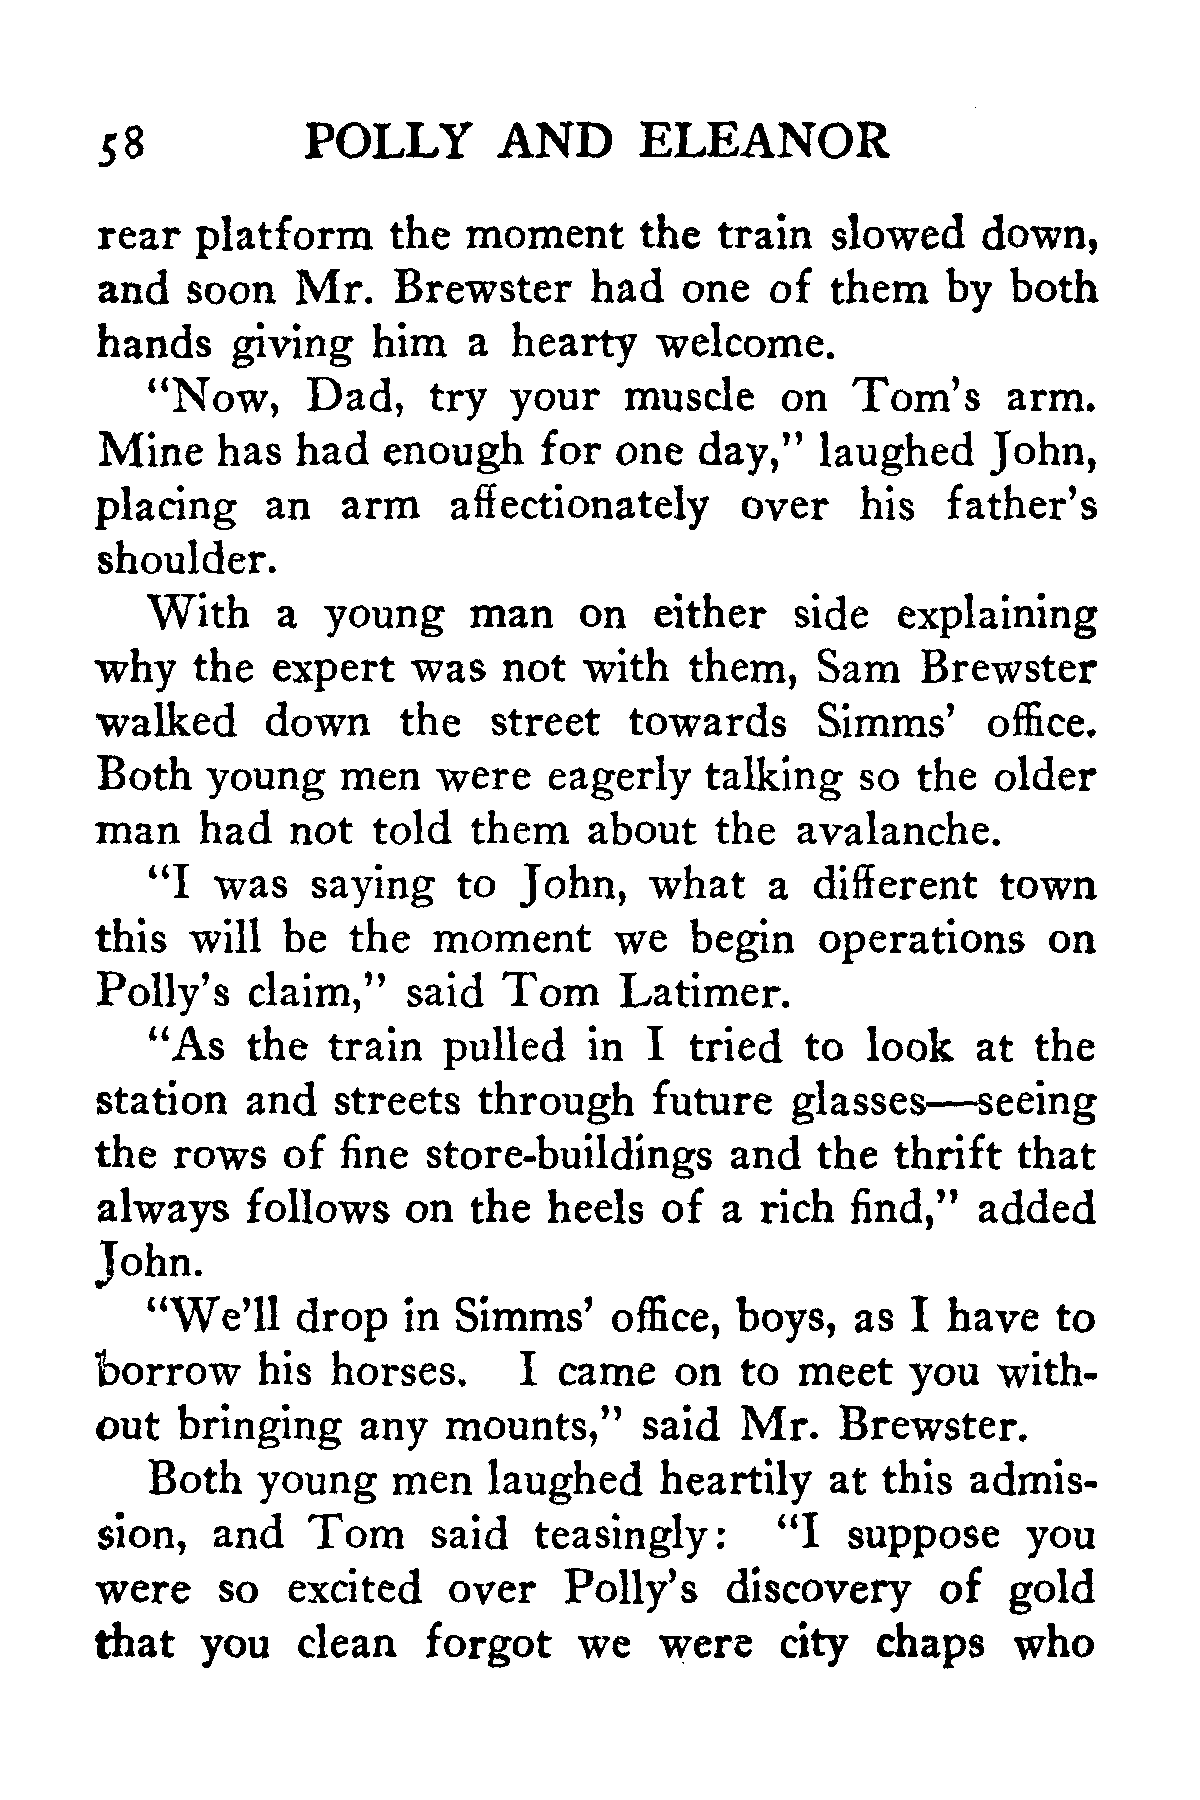 58 POLLY AND ELEANOR
rear platform the moment the train slowed down,
and soon Mr. Brewster had one of them by both
hands giving him a hearty welcome.
“Now, Dad, try your muscle on Tom’s arm.
Mine has had enough for one day,” laughed John,
placing an arm affectionately over his father’s
shoulder.
With a young man on either side explaining
why the expert was not with them, Sam Brewster
walked down the street towards Simms’ office.
Both young men were eagerly talking so the older
man had not told them about the avalanche.
“I was saying to John, what a different town
this will be the moment we begin operations on
Polly’s claim,” said Tom Latimer.
“As the train pulled in I tried to look at the
station and streets through future glasses—seeing
the rows of fine store-buildings and the thrift that
always follows on the heels of a rich find,” added
John.
“We’ll drop in Simms’ office, boys, as I have to
borrow his horses. I came on to meet you with-
out bringing any mounts,” said Mr. Brewster.
Both young men laughed heartily at this admis-
sion, and Tom said teasingly: “I suppose you
were so excited over Polly’s discovery of gold
that you clean forgot we were city chaps who